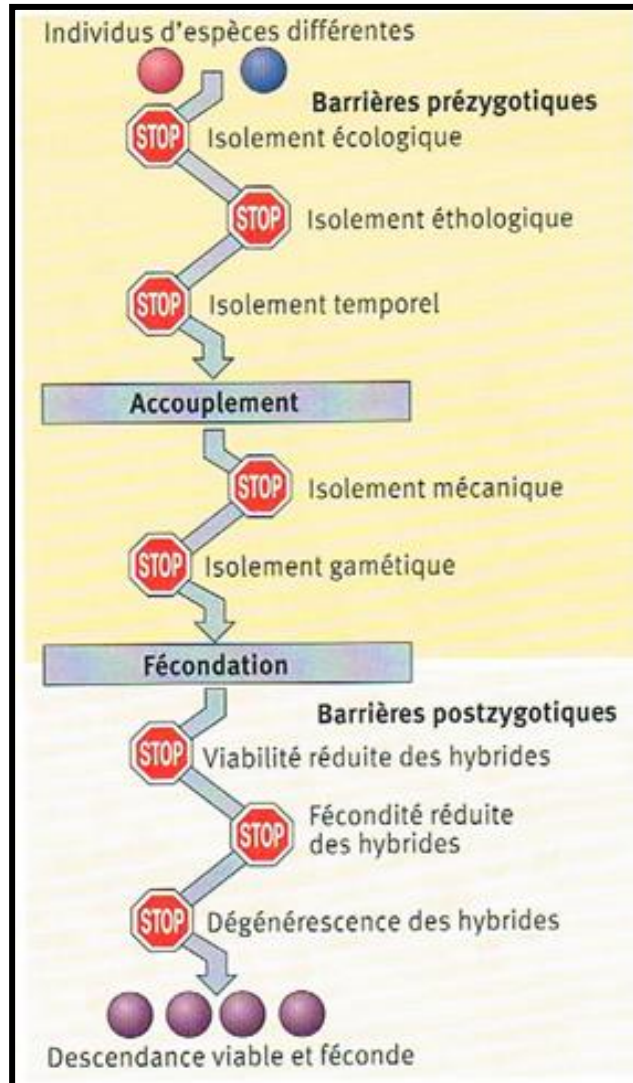 Individus d'espèces différentes
Barrières prézygotiques
STOP Isolement écologique
STOP Isolement éthologique
STOP Isolement temporel
Accouplement
STOP Isolement mécanique
STOP Isolement gamétique
Fécondation
Barrières postzygotiques
STOP Viabilité réduite des hybrides
STOP Fécondité réduite
des hybrides
STOP Dégénérescence des hybrides
Descendance viable et féconde